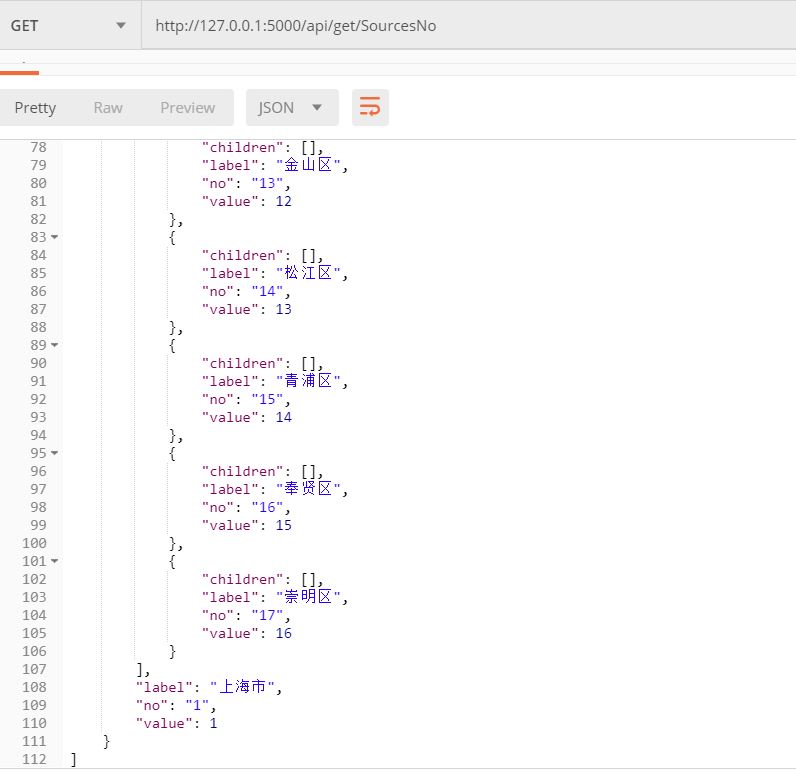 GET http://127.0.0.1:5000/api/get/SourcesNo
Pretty Raw Preview JSON
78 "children": [],
79 "label": "金山区",
80 "no": "13",
81 "value": 12
82 },
83 {
84 "children": [],
85 "label": "松江区",
86 "no": "14",
87 "value": 13
88 },
89 {
90 "children": [],
91 "label": "青浦区",
92 "no": "15",
93 "value": 14
94 },
95 {
96 "children": [],
97 "label": "奉贤区",
98 "no": "16",
99 "value": 15
100 },
101 {
102 "children": [],
103 "label": "崇明区",
104 "no": "17",
105 "value": 16
106 }
107 ],
108 "label": "上海市",
109 "no": "1",
110 "value": 1
111 }
112 ]